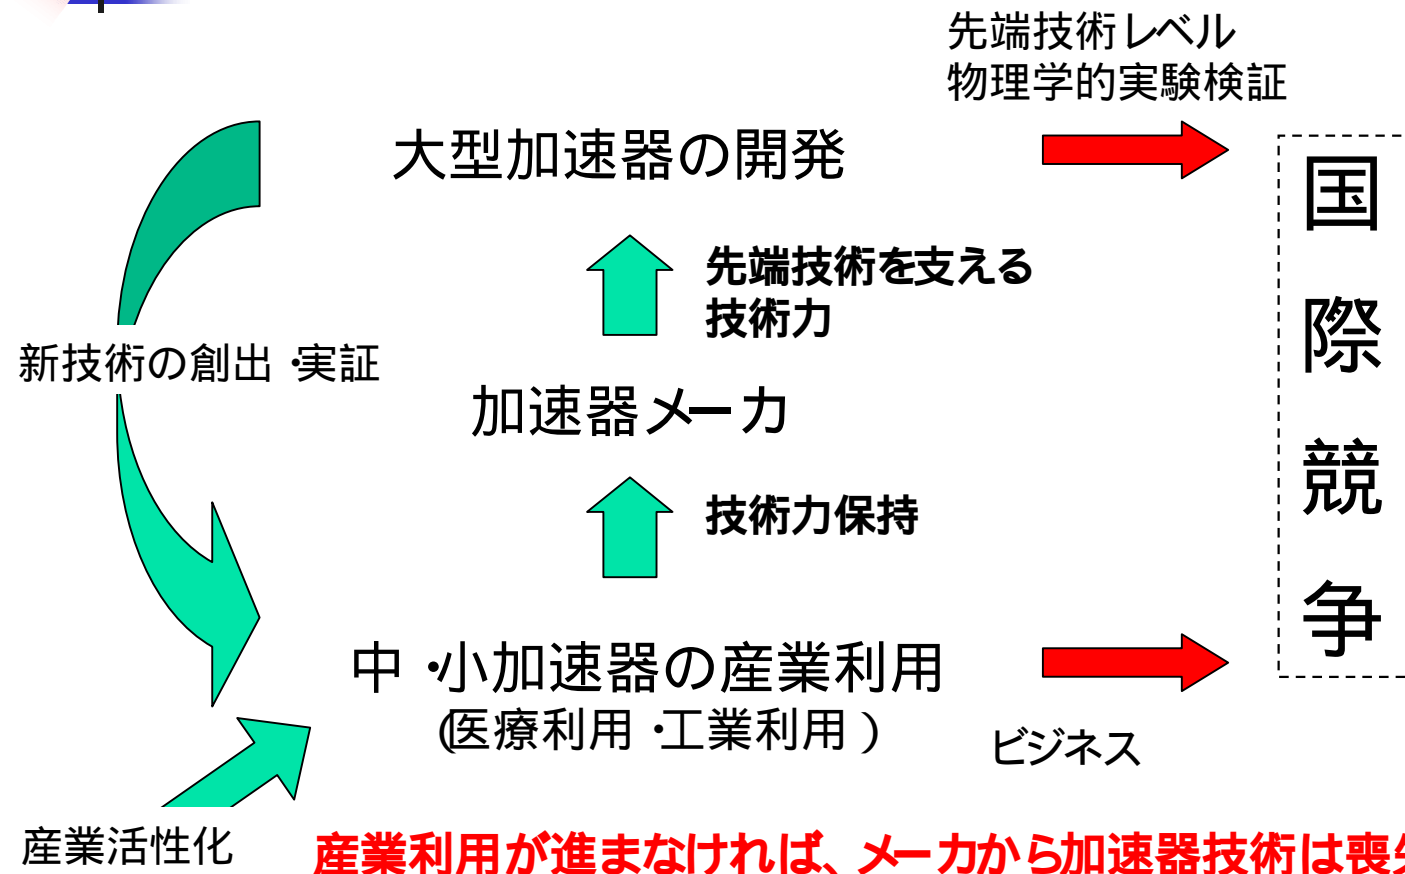 先端技術レベル
物理学的実験検証
大型加速器の開発
国際競争
先端技術を支える
技術力
新技術の創出・実証
加速器メーカ
技術力保持
中・小加速器の産業利用
(医療利用・工業利用)
ビジネス
産業活性化
産業利用が進まなければ、メーカから加速器技術は喪